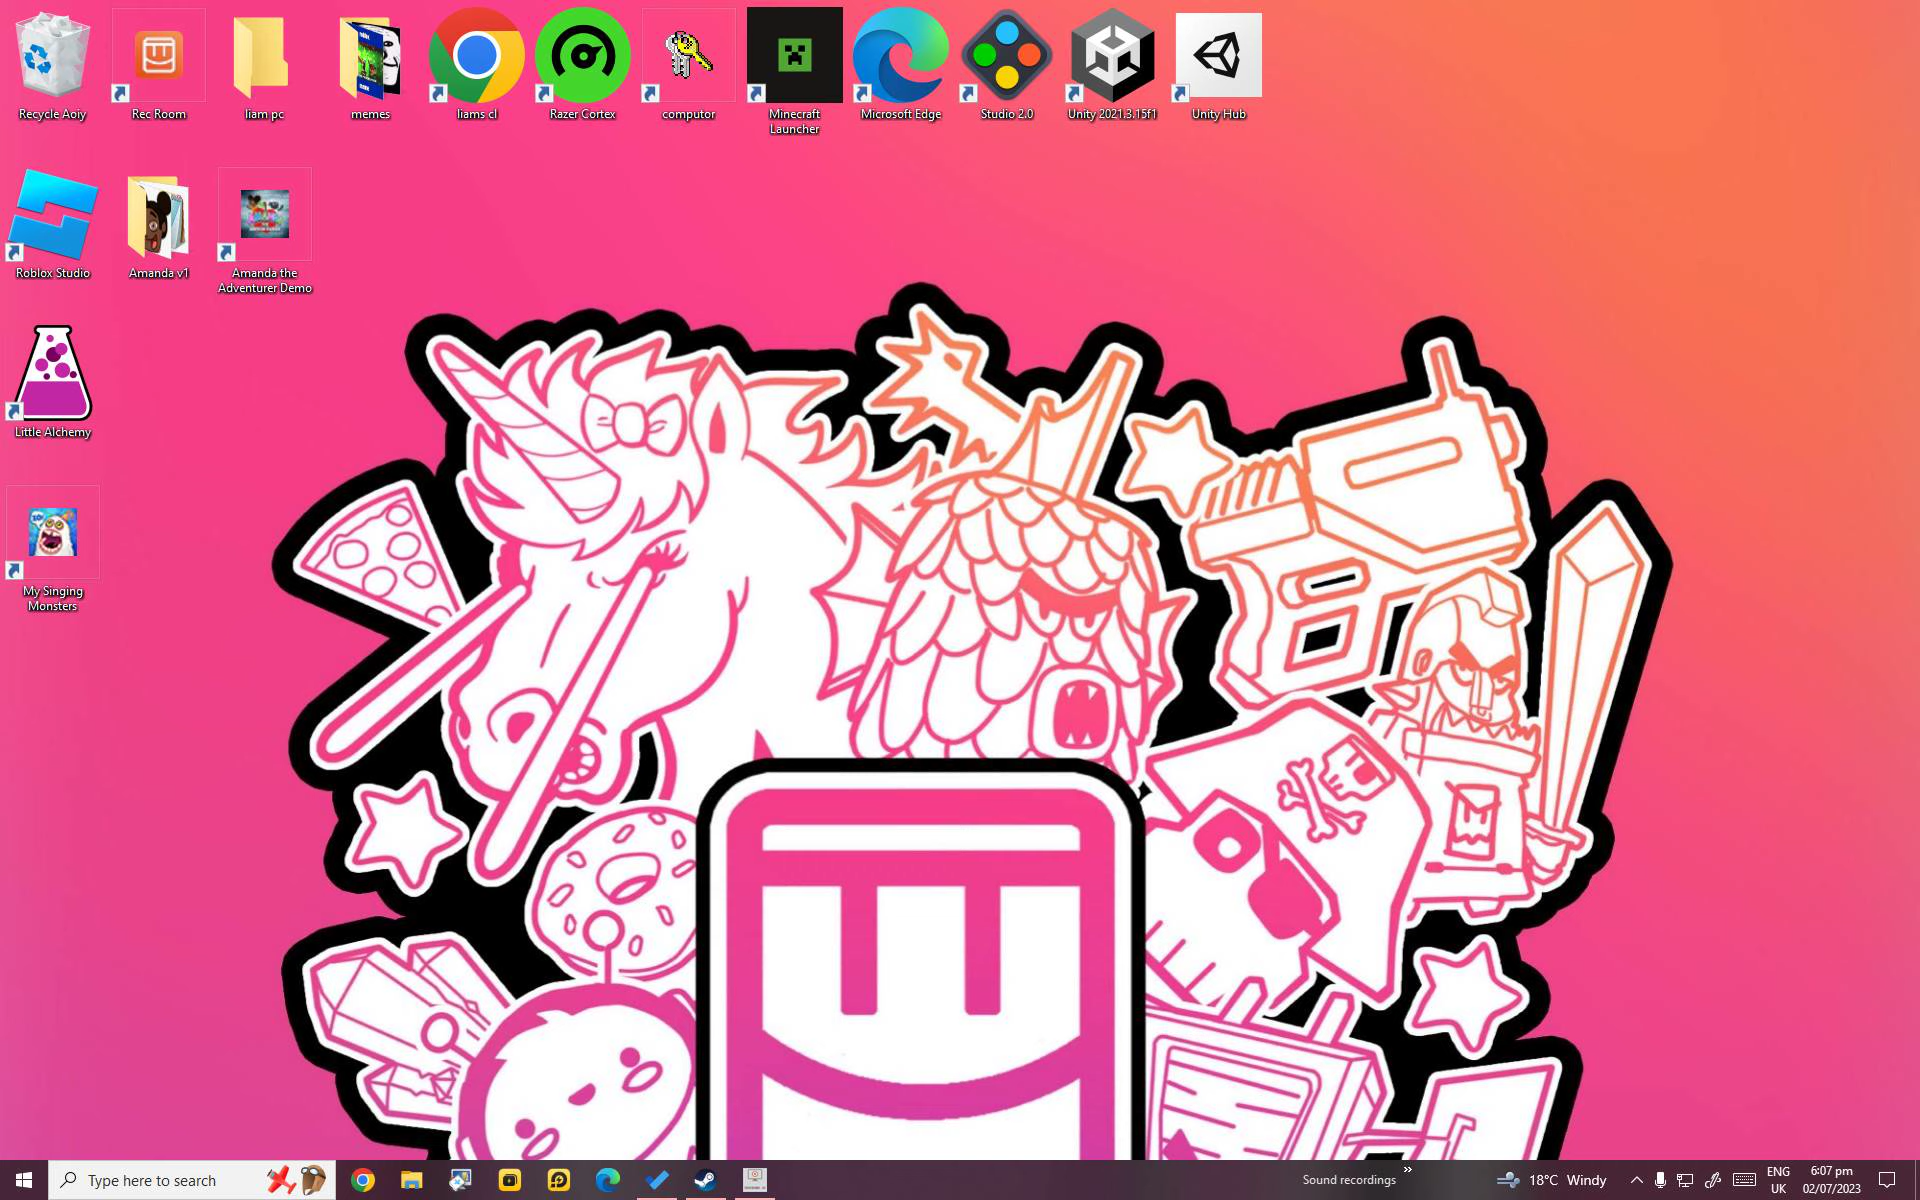 Recycle Aoiy
Rec Room
liam pc
memes
liams cl
Razer Cortex
computor
Minecraft
Launcher
Microsoft Edge
Studio 2.0
Unity 2021.3.15f1
Unity Hub
Roblox Studio
Amanda v1
Amanda the
Adventurer Demo
Little Alchemy
My Singing
Monsters
Type here to search
Sound recordings
»
18°C Windy
ENG
UK
6:07 pm
02/07/2023